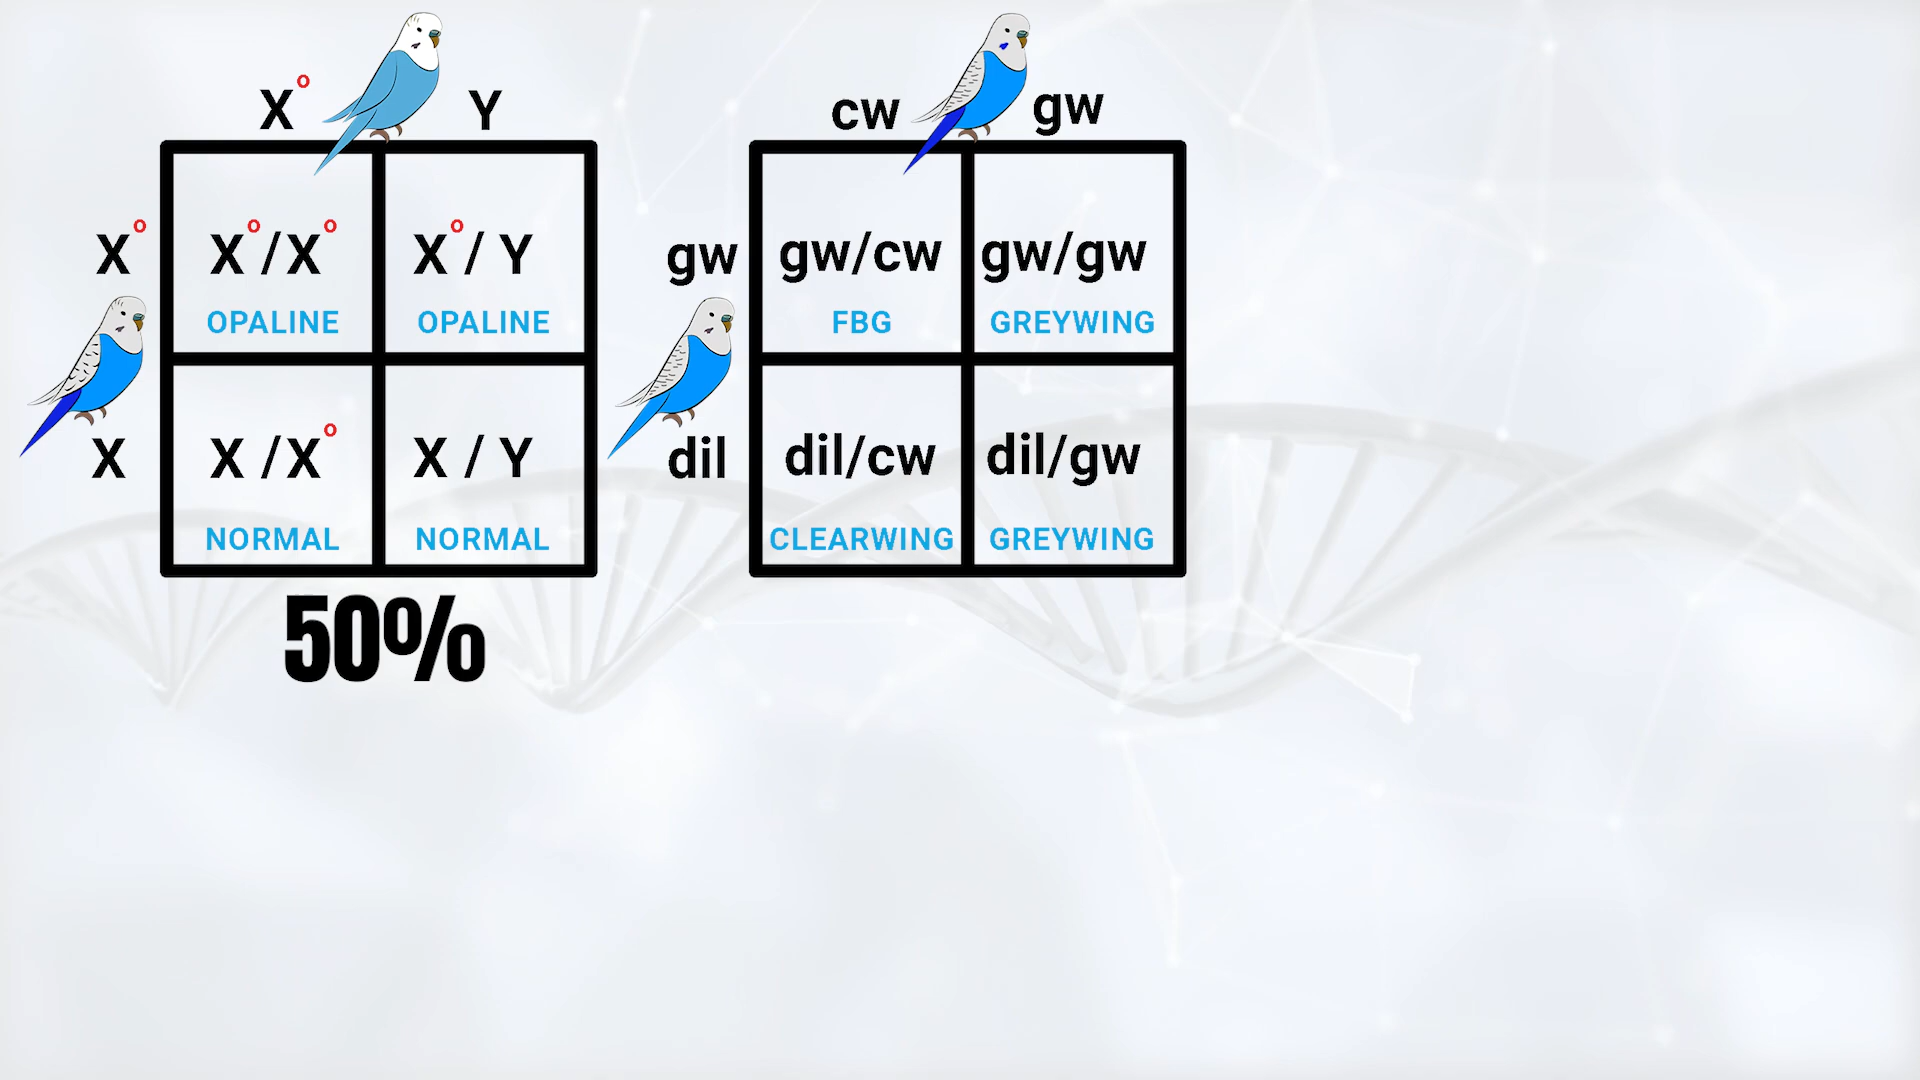 X° Y
X° X°/X° X°/ Y
OPALINE OPALINE
X X /X° X / Y
NORMAL NORMAL
50%
cw gw
gw gw/cw gw/gw
FBG GREYWING
dil dil/cw dil/gw
CLEARWING GREYWING